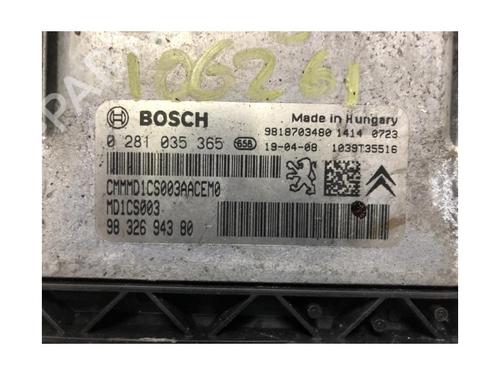 106261
BOSCH
Made in Hungary
9818703480 1414 0723
0 281 035 365 658
19-04-08 1039T35516
CMMMD1CS003AACEM0
MD1CS003
98 326 943 80